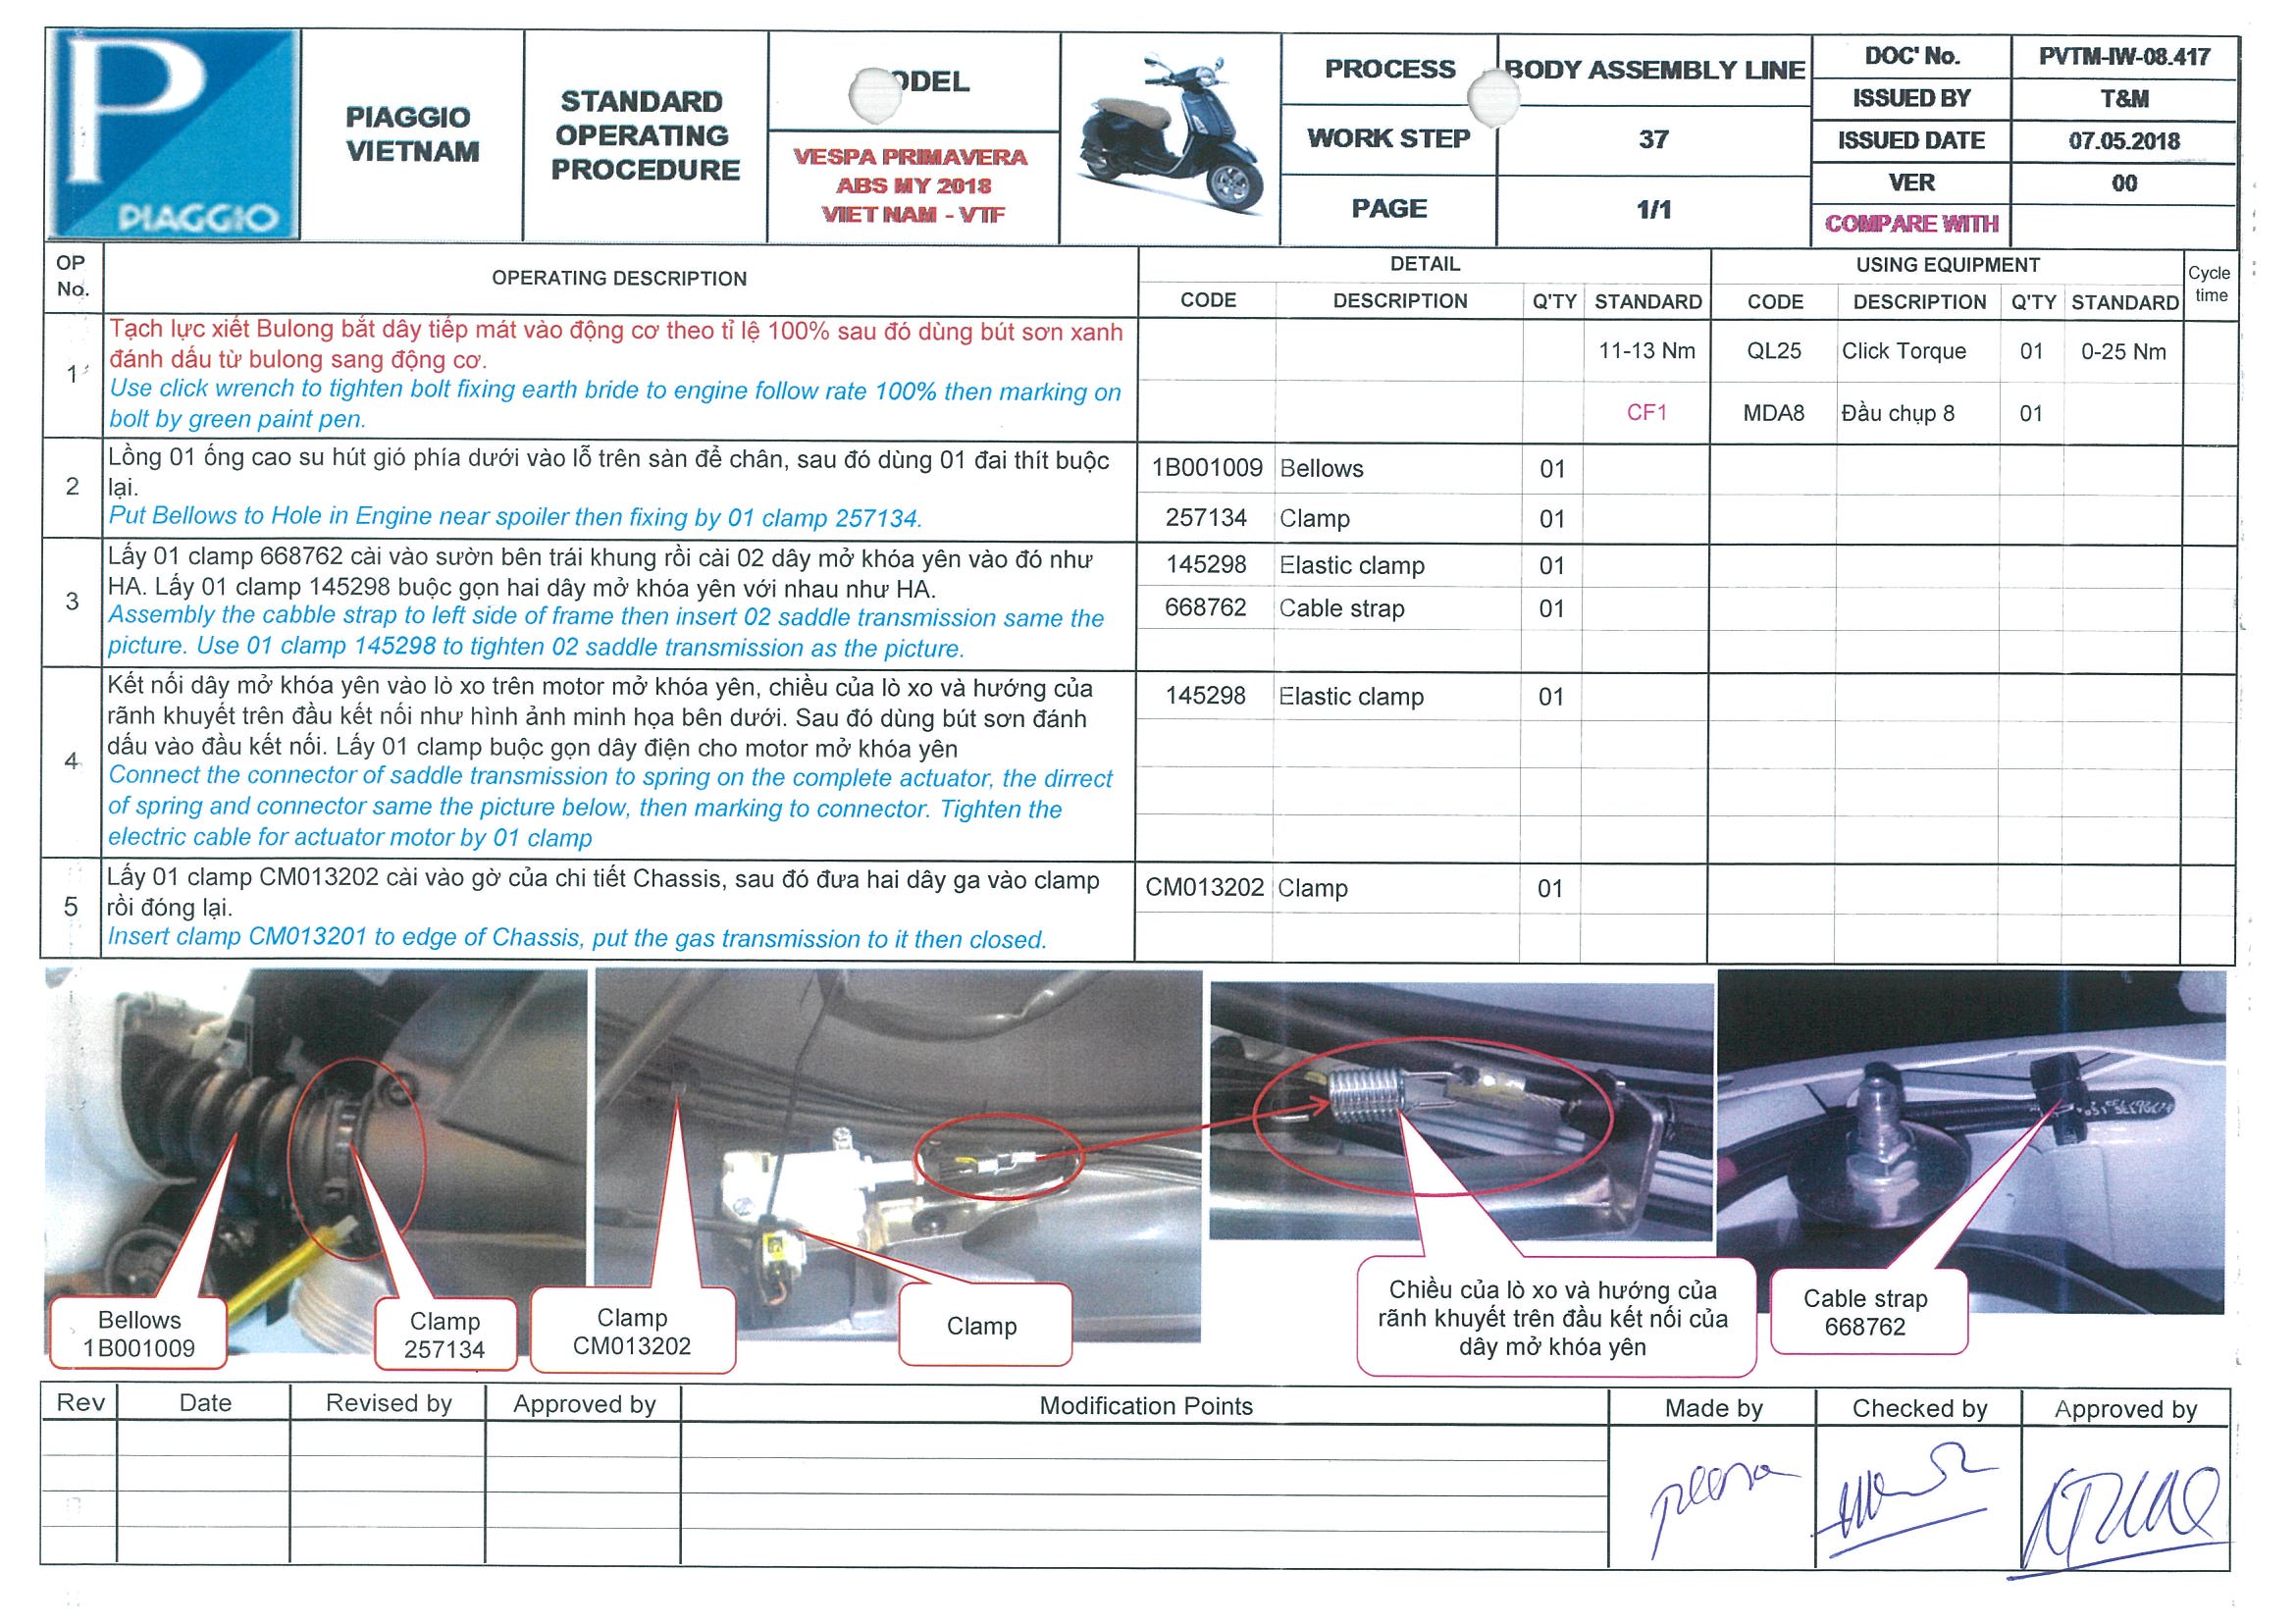 PIAGGIO
PIAGGIO
VIETNAM
STANDARD
OPERATING
PROCEDURE
ODEL
VESPA PRIMAVERA
ABS MY 2018
VIET NAM - VTF
PROCESS
BODY ASSEMBLY LINE
WORK STEP
37
PAGE
1/1
DOC' No.
PVTM-IW-08.417
ISSUED BY
T&M
ISSUED DATE
07.05.2018
VER
00
COMPARE WITH
OP
No.
OPERATING DESCRIPTION
DETAIL
USING EQUIPMENT
Cycle
time
CODE DESCRIPTION Q'TY STANDARD CODE DESCRIPTION Q'TY STANDARD
1
Tạch lực xiết Bulong bắt dây tiếp mát vào động cơ theo tỉ lệ 100% sau đó dùng bút sơn xanh
đánh dấu từ bulong sang động cơ.
Use click wrench to tighten bolt fixing earth bride to engine follow rate 100% then marking on
bolt by green paint pen.
11-13 Nm QL25 Click Torque 01 0-25 Nm
CF1 MDA8 Đầu chụp 8 01
2
Lồng 01 ống cao su hút gió phía dưới vào lỗ trên sàn để chân, sau đó dùng 01 đai thít buộc
lại.
Put Bellows to Hole in Engine near spoiler then fixing by 01 clamp 257134.
1B001009 Bellows 01
257134 Clamp 01
3
Lấy 01 clamp 668762 cài vào sườn bên trái khung rồi cài 02 dây mở khóa yên vào đó như
HA. Lấy 01 clamp 145298 buộc gọn hai dây mở khóa yên với nhau như HA.
Assembly the cabble strap to left side of frame then insert 02 saddle transmission same the
picture. Use 01 clamp 145298 to tighten 02 saddle transmission as the picture.
145298 Elastic clamp 01
668762 Cable strap 01
4
Kết nối dây mở khóa yên vào lò xo trên motor mở khóa yên, chiều của lò xo và hướng của
rãnh khuyết trên đầu kết nối như hình ảnh minh họa bên dưới. Sau đó dùng bút sơn đánh
dấu vào đầu kết nối. Lấy 01 clamp buộc gọn dây điện cho motor mở khóa yên
Connect the connector of saddle transmission to spring on the complete actuator, the dirrect
of spring and connector same the picture below, then marking to connector. Tighten the
electric cable for actuator motor by 01 clamp
145298 Elastic clamp 01
5
Lấy 01 clamp CM013202 cài vào gờ của chi tiết Chassis, sau đó đưa hai dây ga vào clamp
rồi đóng lại.
Insert clamp CM013201 to edge of Chassis, put the gas transmission to it then closed.
CM013202 Clamp 01
Bellows
1B001009
Clamp
257134
Clamp
CM013202
Clamp
Chiều của lò xo và hướng của
rãnh khuyết trên đầu kết nối của
dây mở khóa yên
Cable strap
668762
Rev Date Revised by Approved by Modification Points Made by Checked by Approved by